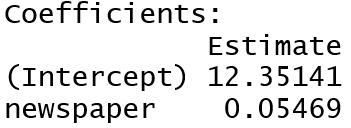 Coefficients:
Estimate
(Intercept) 12.35141
newspaper 0.05469